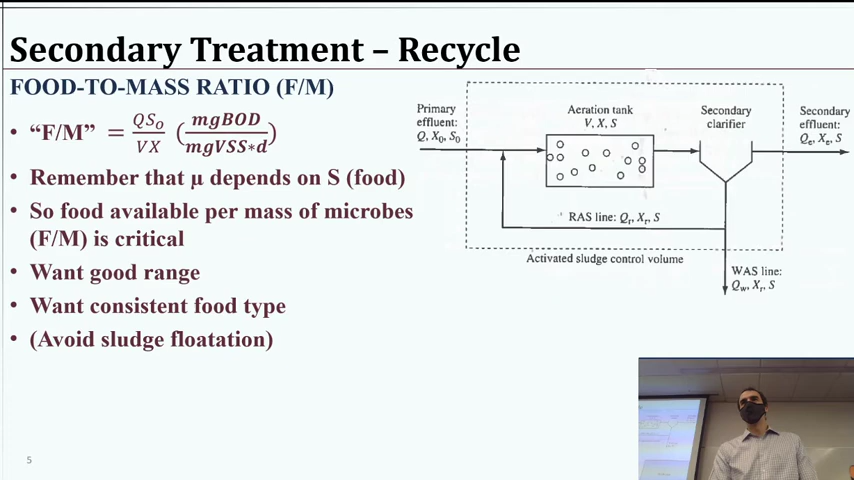 Secondary Treatment – Recycle
FOOD-TO-MASS RATIO (F/M)
• “F/M” = QS₀/VX (mgBOD/mgVSS∗d)
• Remember that μ depends on S (food)
• So food available per mass of microbes
(F/M) is critical
• Want good range
• Want consistent food type
• (Avoid sludge floatation)
Primary
effluent:
Q, X₀, S₀
Aeration tank
V, X, S
Secondary
clarifier
Secondary
effluent:
Qₑ, Xₑ, S
RAS line: Qᵣ, Xᵣ, S
Activated sludge control volume
WAS line:
Q_w, Xᵣ, S
5